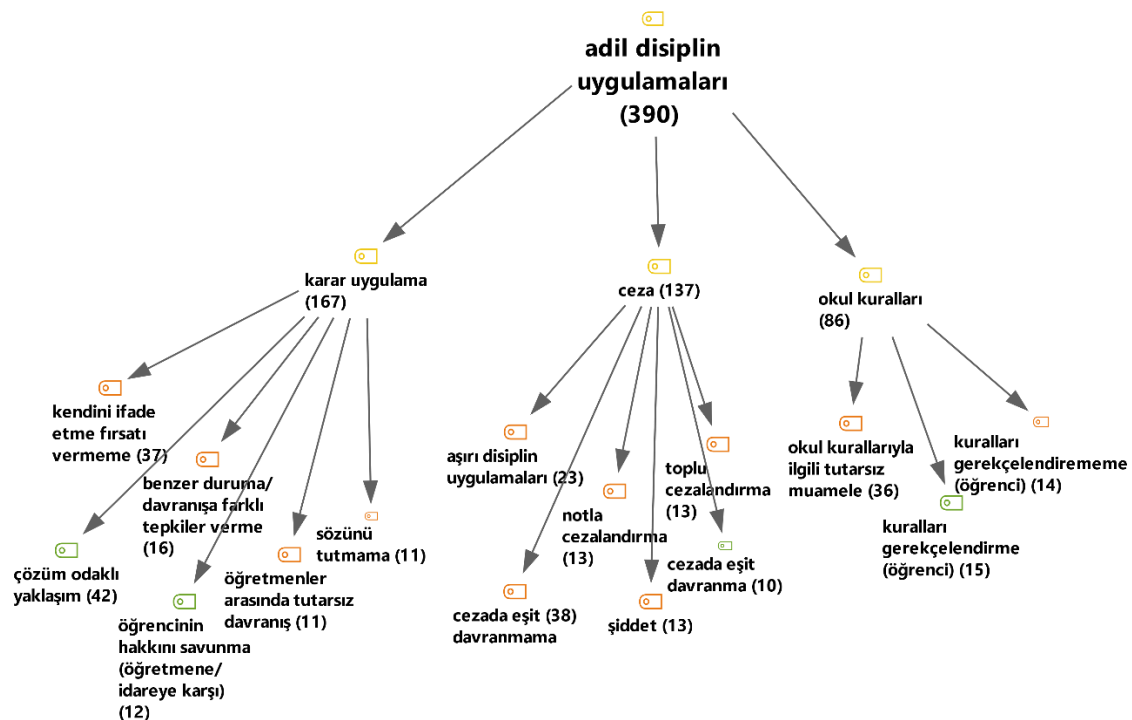 adil disiplin
uygulamaları
(390)
karar uygulama
(167)
ceza (137)
okul kuralları
(86)
kendini ifade
etme fırsatı
vermeme (37)
benzer duruma/
davranışa farklı
tepkiler verme
(16)
sözünü
tutmama (11)
çözüm odaklı
yaklaşım (42)
öğretmenler
arasında tutarsız
davranış (11)
öğrencinin
hakkını savunma
(öğretmene/
idareye karşı)
(12)
aşırı disiplin
uygulamaları (23)
toplu
cezalandırma
(13)
notla
cezalandırma
(13)
cezada eşit
davranma (10)
cezada eşit (38)
davranmama
şiddet (13)
okul kurallarıyla
ilgili tutarsız
muamele (36)
kuralları
gerekçelendirememe
(öğrenci) (14)
kuralları
gerekçelendirme
(öğrenci) (15)